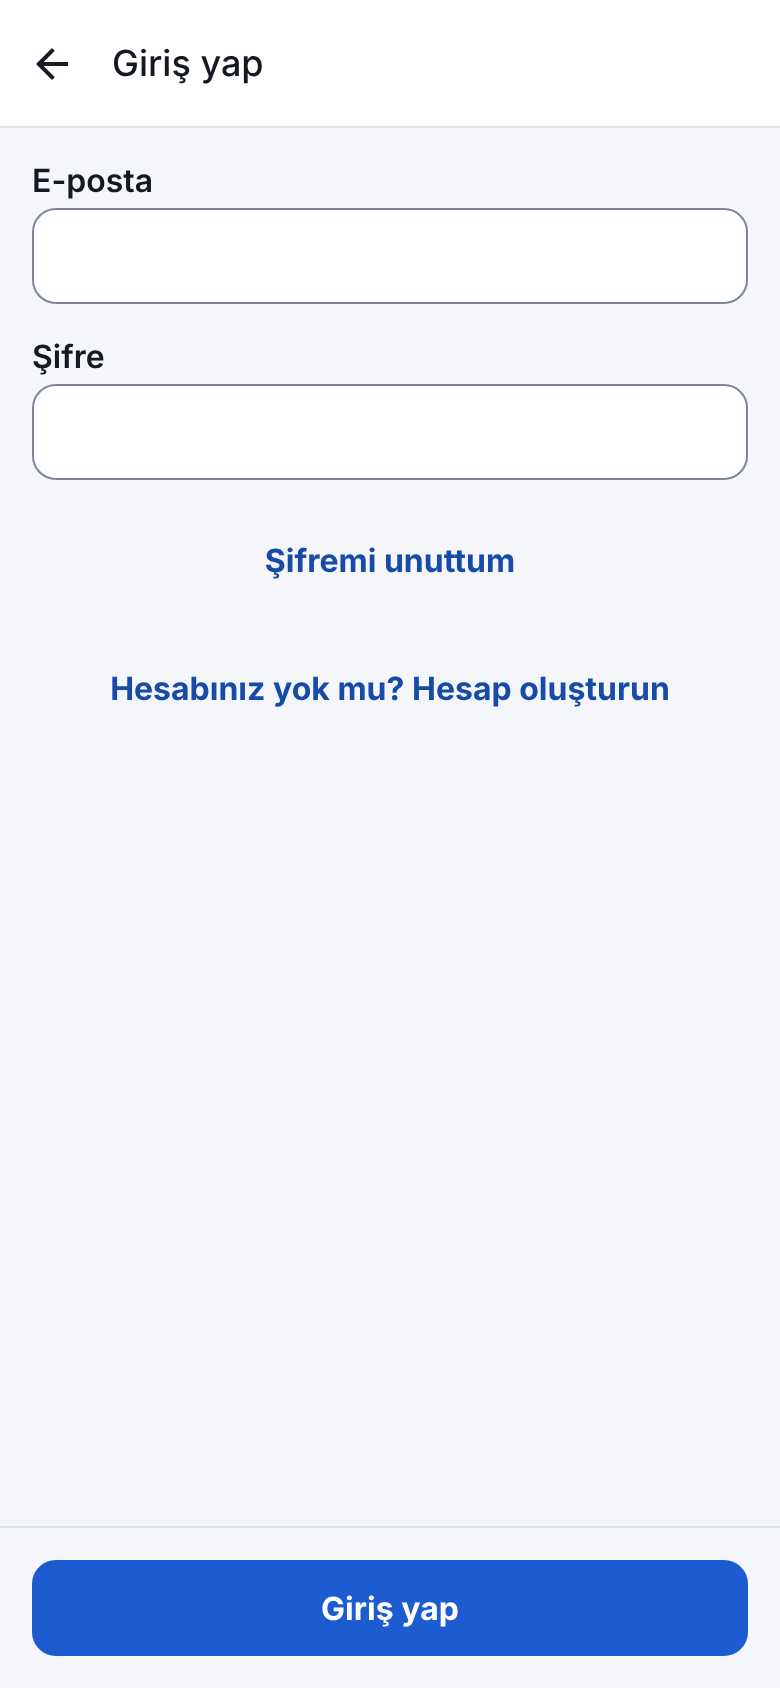 Giriş yap
E-posta
Şifre
Şifremi unuttum
Hesabınız yok mu? Hesap oluşturun
Giriş yap